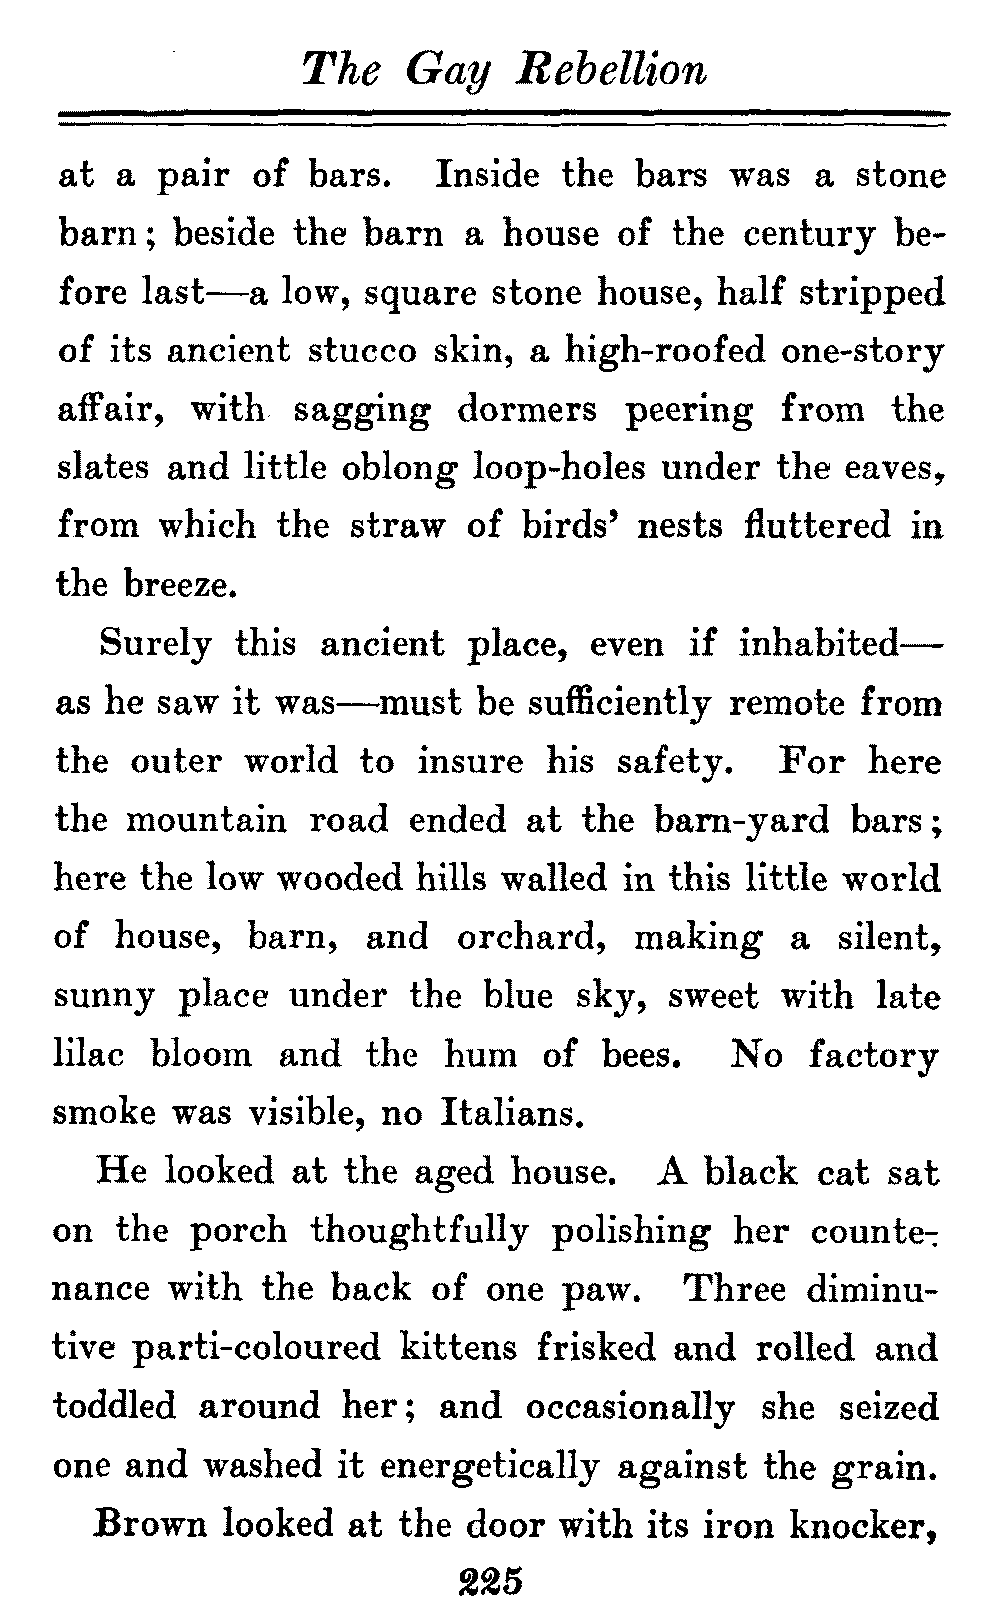 The Gay Rebellion
at a pair of bars. Inside the bars was a stone
barn; beside the barn a house of the century be-
fore last—a low, square stone house, half stripped
of its ancient stucco skin, a high-roofed one-story
affair, with sagging dormers peering from the
slates and little oblong loop-holes under the eaves,
from which the straw of birds' nests fluttered in
the breeze.
Surely this ancient place, even if inhabited—
as he saw it was—must be sufficiently remote from
the outer world to insure his safety. For here
the mountain road ended at the barn-yard bars;
here the low wooded hills walled in this little world
of house, barn, and orchard, making a silent,
sunny place under the blue sky, sweet with late
lilac bloom and the hum of bees. No factory
smoke was visible, no Italians.
He looked at the aged house. A black cat sat
on the porch thoughtfully polishing her counte-
nance with the back of one paw. Three diminu-
tive parti-coloured kittens frisked and rolled and
toddled around her; and occasionally she seized
one and washed it energetically against the grain.
Brown looked at the door with its iron knocker,
225